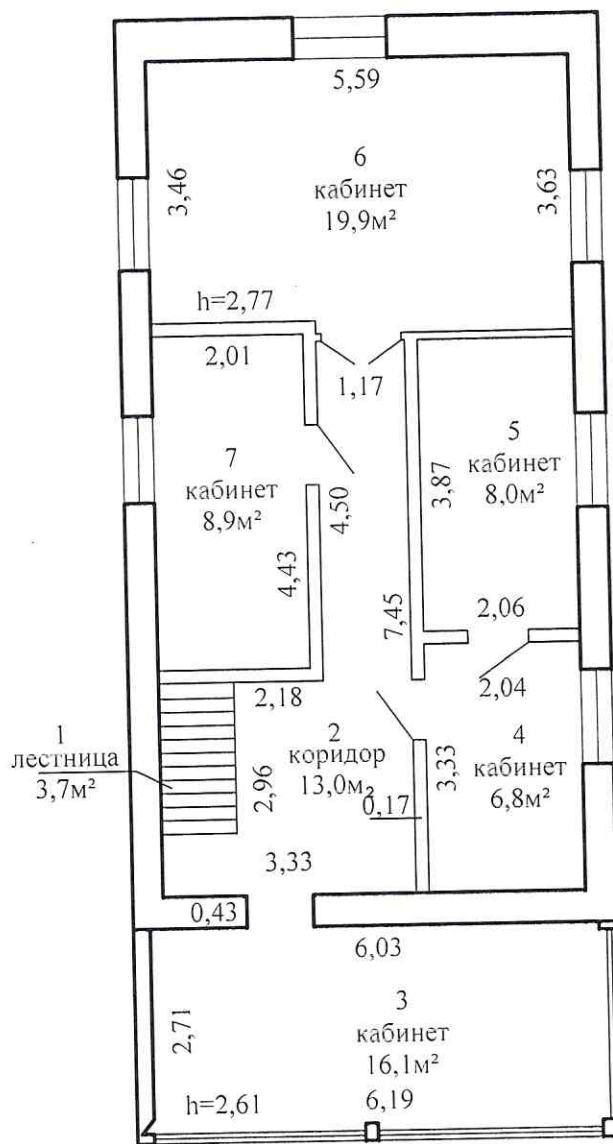 5,59
6
кабинет
19,9м²
3,46
3,63
h=2,77
2,01
1,17
7
кабинет
8,9м²
4,50
4,43
5
кабинет
8,0м²
3,87
7,45
2,06
2,04
2,18
1
лестница
3,7м²
2
коридор
13,0м²
2,96
0,17
3,33
4
кабинет
6,8м²
3,33
0,43
6,03
3
кабинет
16,1м²
2,71
h=2,61
6,19